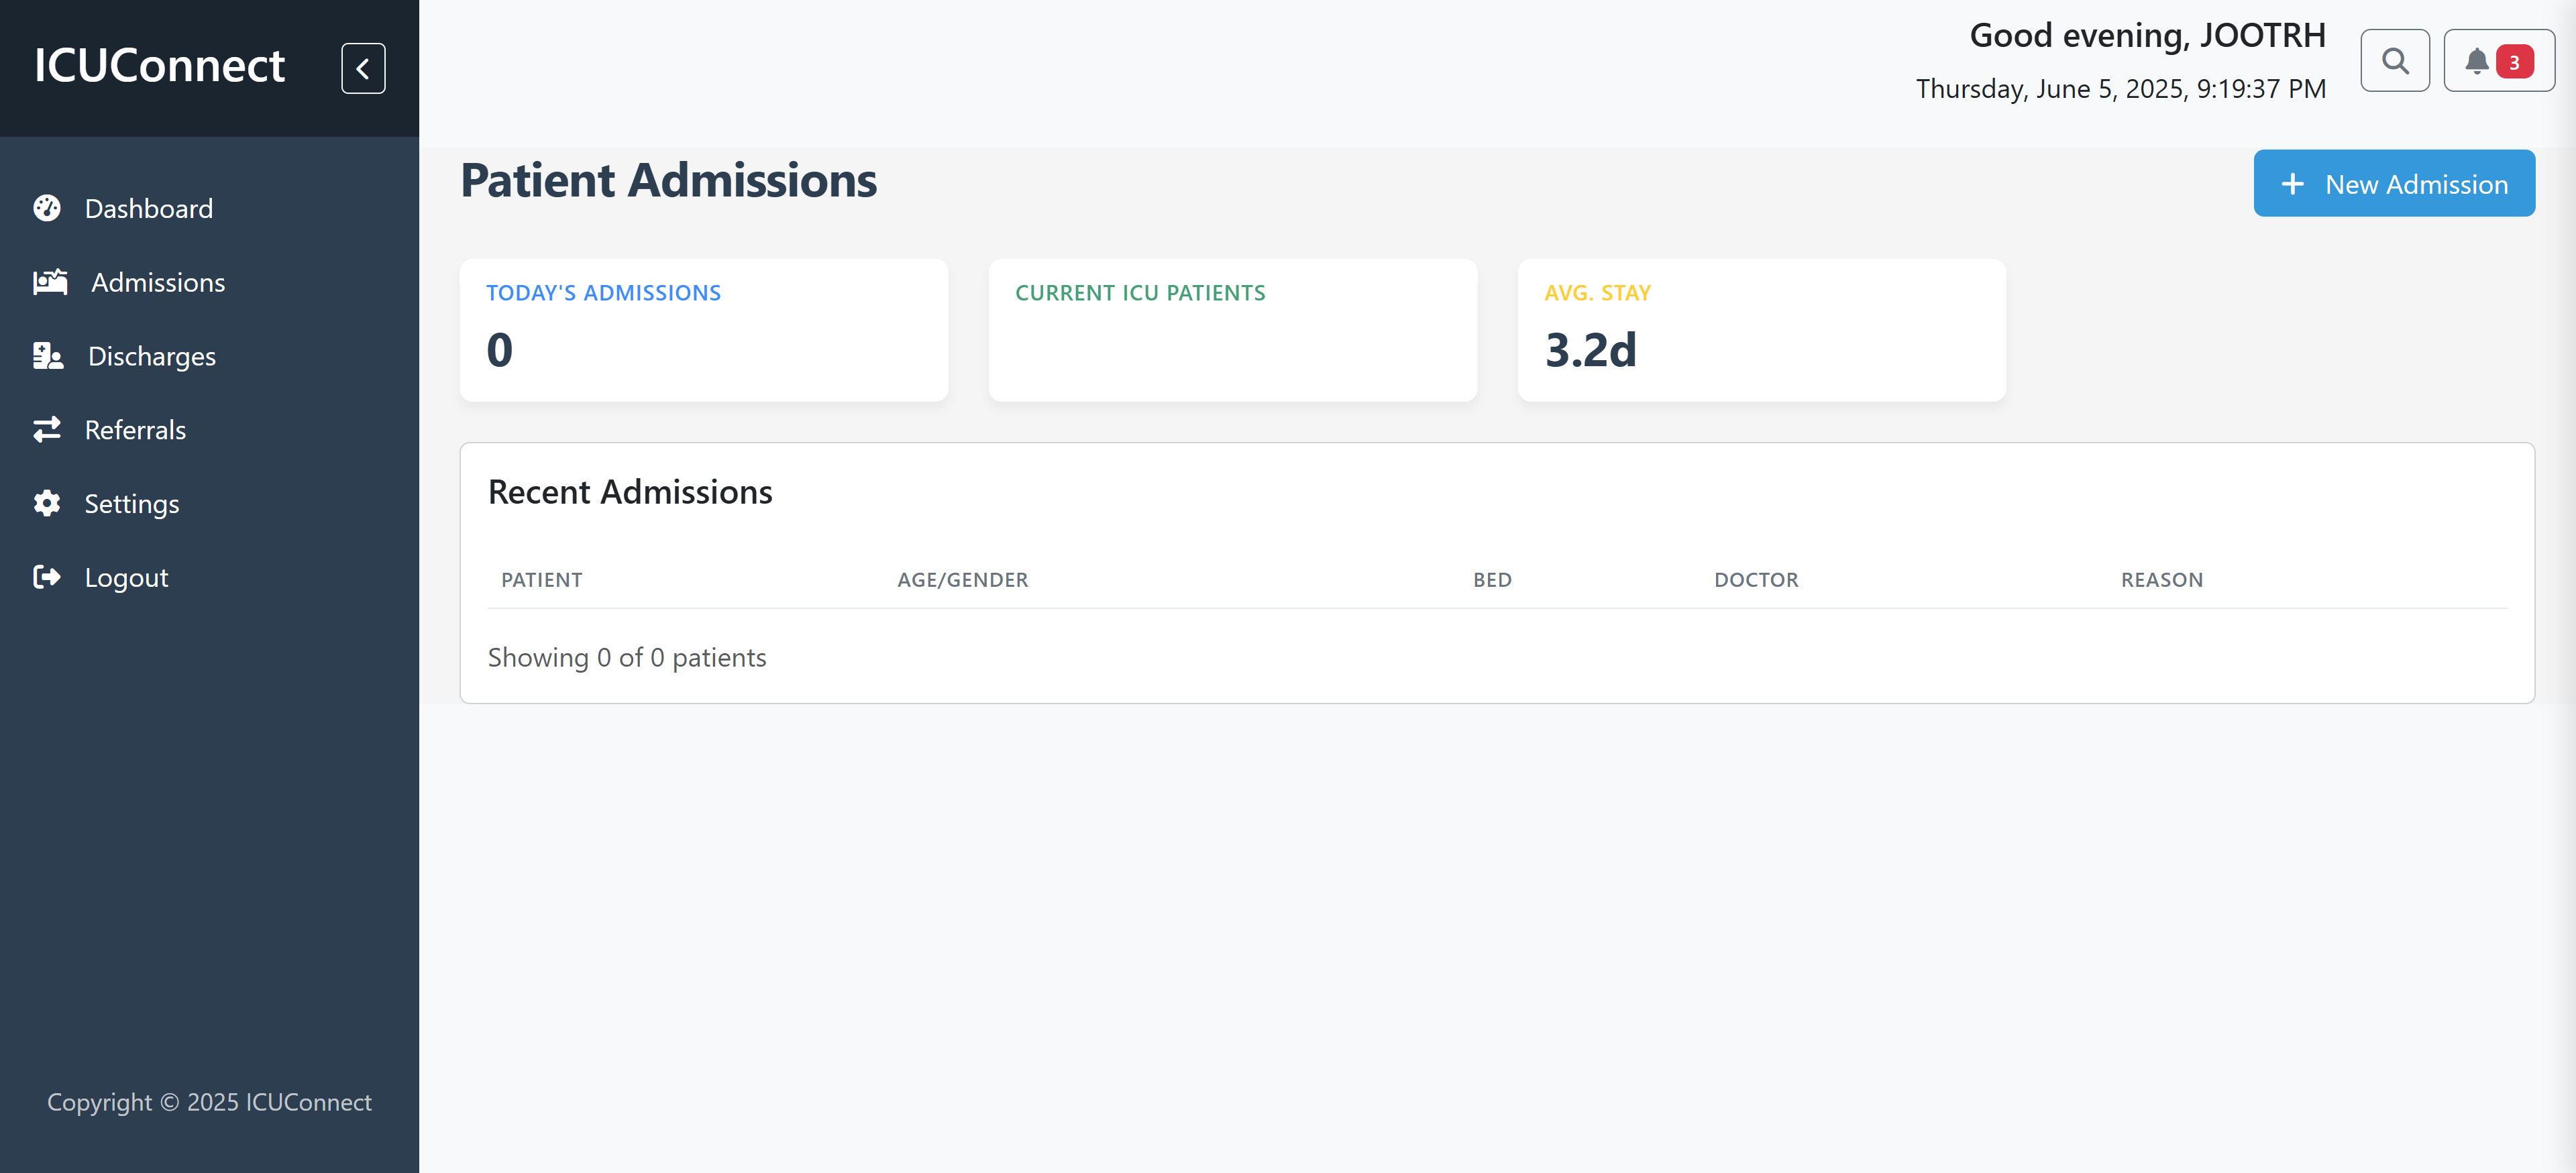 ICUConnect
Dashboard
Admissions
Discharges
Referrals
Settings
Logout
Copyright © 2025 ICUConnect
Good evening, JOOTRH
Thursday, June 5, 2025, 9:19:37 PM
3
Patient Admissions
New Admission
TODAY'S ADMISSIONS
0
CURRENT ICU PATIENTS
AVG. STAY
3.2d
Recent Admissions
PATIENT AGE/GENDER BED DOCTOR REASON
Showing 0 of 0 patients